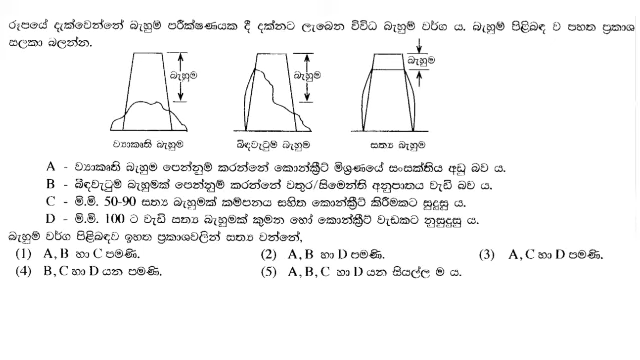 රූපයේ දැක්වෙන්නේ බැහුම් පරීක්ෂණයක දී දක්නට ලැබෙන විවිධ බැහුම් වර්ග ය. බැහුම් පිළිබඳ ව පහත ප්‍රකාශ
සලකා බලන්න.
බැහුම බැහුම බැහුම
ව්‍යාකෘති බැහුම බිඳවැටුම් බැහුම සත්‍ය බැහුම
A - ව්‍යාකෘති බැහුම පෙන්නුම් කරන්නේ කොන්ක්‍රීට් මිශ්‍රණයේ සංසක්තිය අඩු බව ය.
B - බිඳවැටුම් බැහුමක් පෙන්නුම් කරන්නේ වතුර/සිමෙන්ති අනුපාතය වැඩි බව ය.
C - මි.මී. 50-90 සත්‍ය බැහුමක් කම්පනය සහිත කොන්ක්‍රීට් කිරීමකට සුදුසු ය.
D - මි.මී. 100 ට වැඩි සත්‍ය බැහුමක් කුමන හෝ කොන්ක්‍රීට් වැඩකට නුසුදුසු ය.
බැහුම් වර්ග පිළිබඳව ඉහත ප්‍රකාශවලින් සත්‍ය වන්නේ,
(1) A, B හා C පමණි. (2) A, B හා D පමණි. (3) A, C හා D පමණි.
(4) B, C හා D යන පමණි. (5) A, B, C හා D යන සියල්ල ම ය.